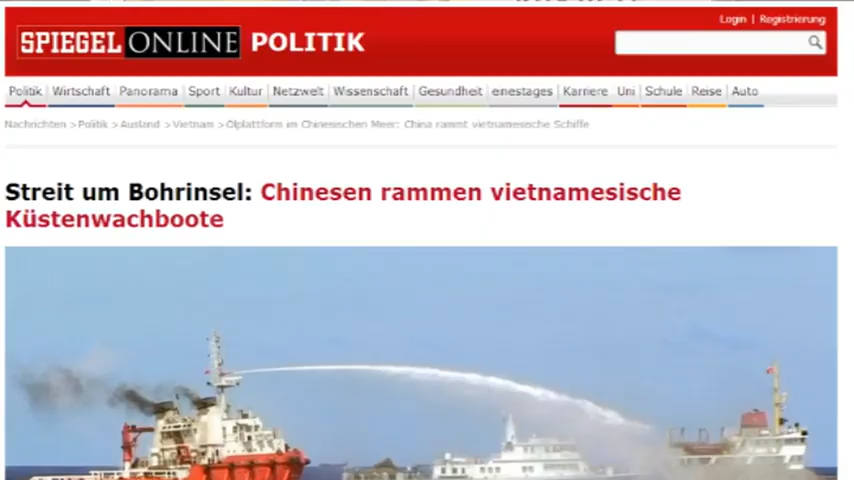 Login | Registrierung
SPIEGEL ONLINE POLITIK
Politik Wirtschaft Panorama Sport Kultur Netzwelt Wissenschaft Gesundheit einestages Karriere Uni Schule Reise Auto
Nachrichten > Politik > Ausland > Vietnam > Ölplattform im Chinesischen Meer: China rammt vietnamesische Schiffe
Streit um Bohrinsel: Chinesen rammen vietnamesische
Küstenwachboote